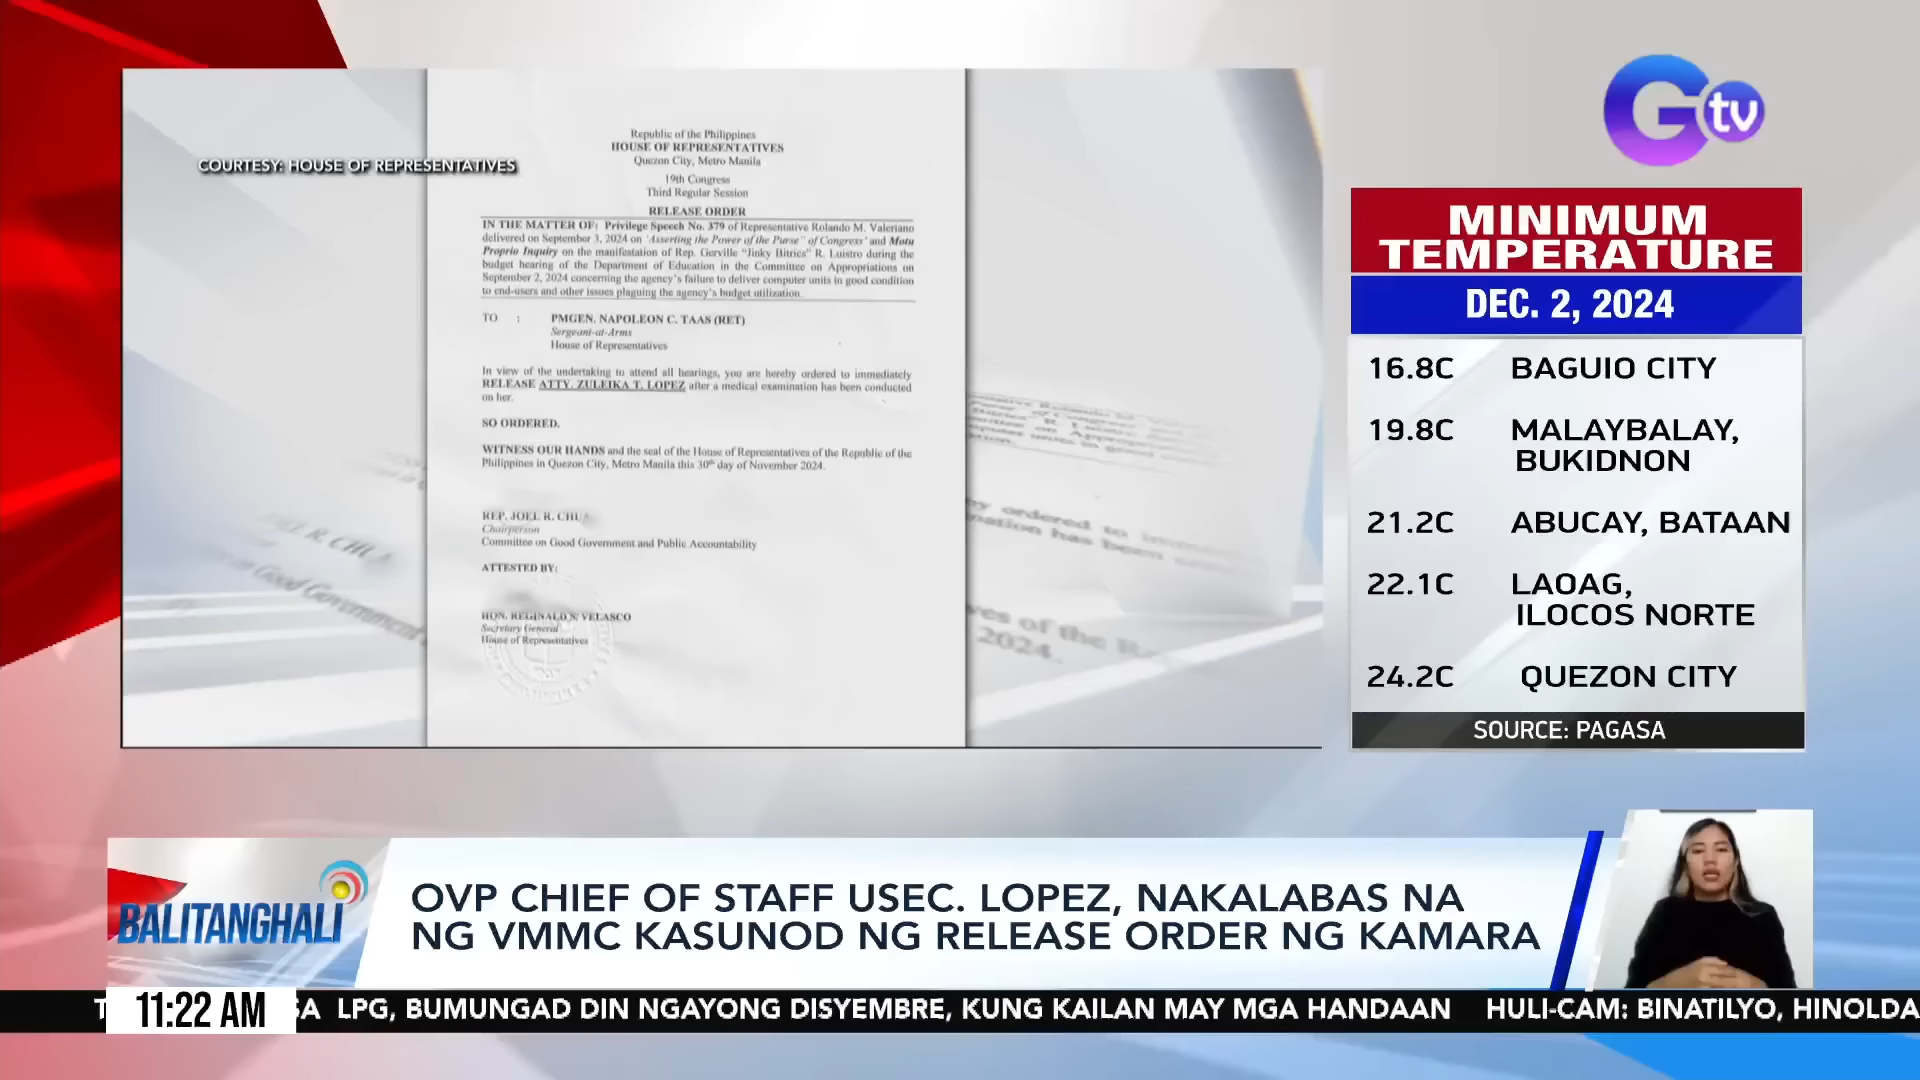 COURTESY: HOUSE OF REPRESENTATIVES
Republic of the Philippines
HOUSE OF REPRESENTATIVES
Quezon City, Metro Manila
19th Congress
Third Regular Session
RELEASE ORDER
IN THE MATTER OF: Privilege Speech No. 379 of Representative Rolando M. Valeriano
delivered on September 3, 2024 on 'Asserting the Power of the Purse" of Congress' and Motu
Proprio Inquiry on the manifestation of Rep. Gerville "Jinky Bitrics" R. Luistro during the
budget hearing of the Department of Education in the Committee on Appropriations on
September 2, 2024 concerning the agency's failure to deliver computer units in good condition
to end-users and other issues plaguing the agency's budget utilization.
TO : PMGEN. NAPOLEON C. TAAS (RET)
Sergeant-at-Arms
House of Representatives
In view of the undertaking to attend all hearings, you are hereby ordered to immediately
RELEASE ATTY. ZULEIKA T. LOPEZ after a medical examination has been conducted
on her.
SO ORDERED.
WITNESS OUR HANDS and the seal of the House of Representatives of the Republic of the
Philippines in Quezon City, Metro Manila this 30th day of November 2024.
REP. JOEL R. CHUA
Chairperson
Committee on Good Government and Public Accountability
ATTESTED BY:
HON. REGINALD S. VELASCO
Secretary General
House of Representatives
G tv
MINIMUM
TEMPERATURE
DEC. 2, 2024
16.8C BAGUIO CITY
19.8C MALAYBALAY,
BUKIDNON
21.2C ABUCAY, BATAAN
22.1C LAOAG,
ILOCOS NORTE
24.2C QUEZON CITY
SOURCE: PAGASA
BALITANGHALI
OVP CHIEF OF STAFF USEC. LOPEZ, NAKALABAS NA
NG VMMC KASUNOD NG RELEASE ORDER NG KAMARA
11:22 AM
LPG, BUMUNGAD DIN NGAYONG DISYEMBRE, KUNG KAILAN MAY MGA HANDAAN HULI-CAM: BINATILYO, HINOLDA